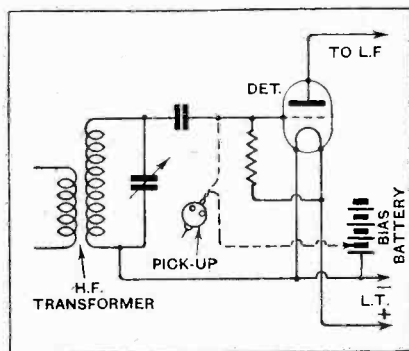 TO L.F
DET.
PICK-UP
H.F.
TRANSFORMER
BIAS
BATTERY
L.T.
−
+